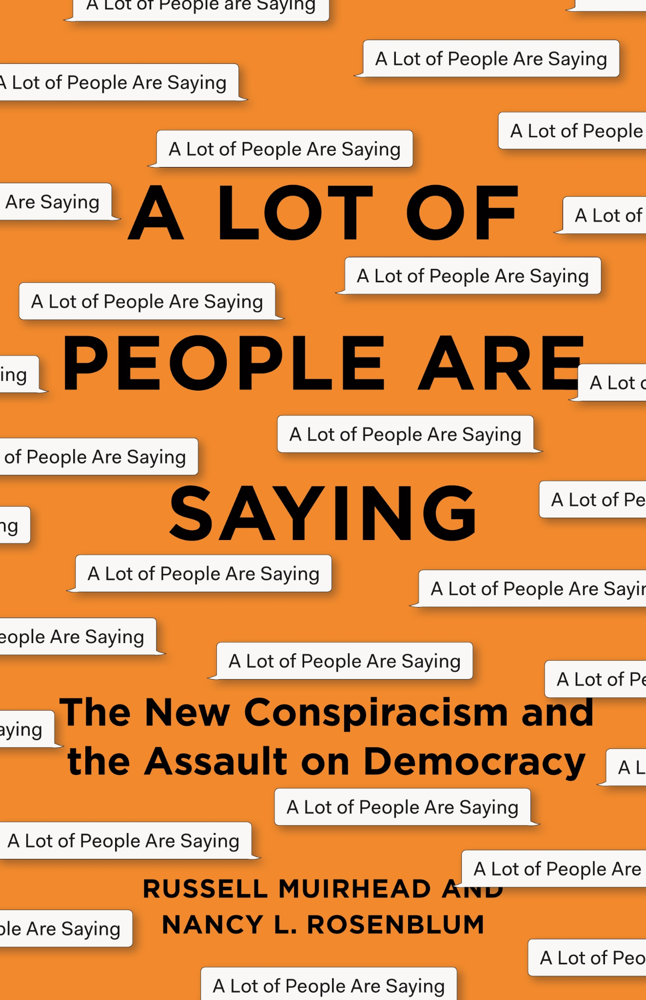 A Lot of People are Saying
A Lot of People Are Saying
A Lot of People Are Saying
A Lot of People
A Lot of People Are Saying
Are Saying
A LOT OF
A Lot of
A Lot of People Are Saying
A Lot of People Are Saying
PEOPLE ARE
ing
A Lot o
A Lot of People Are Saying
of People Are Saying
SAYING
A Lot of Pe
ng
A Lot of People Are Saying
A Lot of People Are Sayin
eople Are Saying
A Lot of People Are Saying
A Lot of Pe
The New Conspiracism and
aying
the Assault on Democracy
A L
A Lot of People Are Saying
A Lot of People Are Saying
A Lot of People Are
RUSSELL MUIRHEAD AND
NANCY L. ROSENBLUM
ple Are Saying
A Lot of Peo
A Lot of People Are Saying